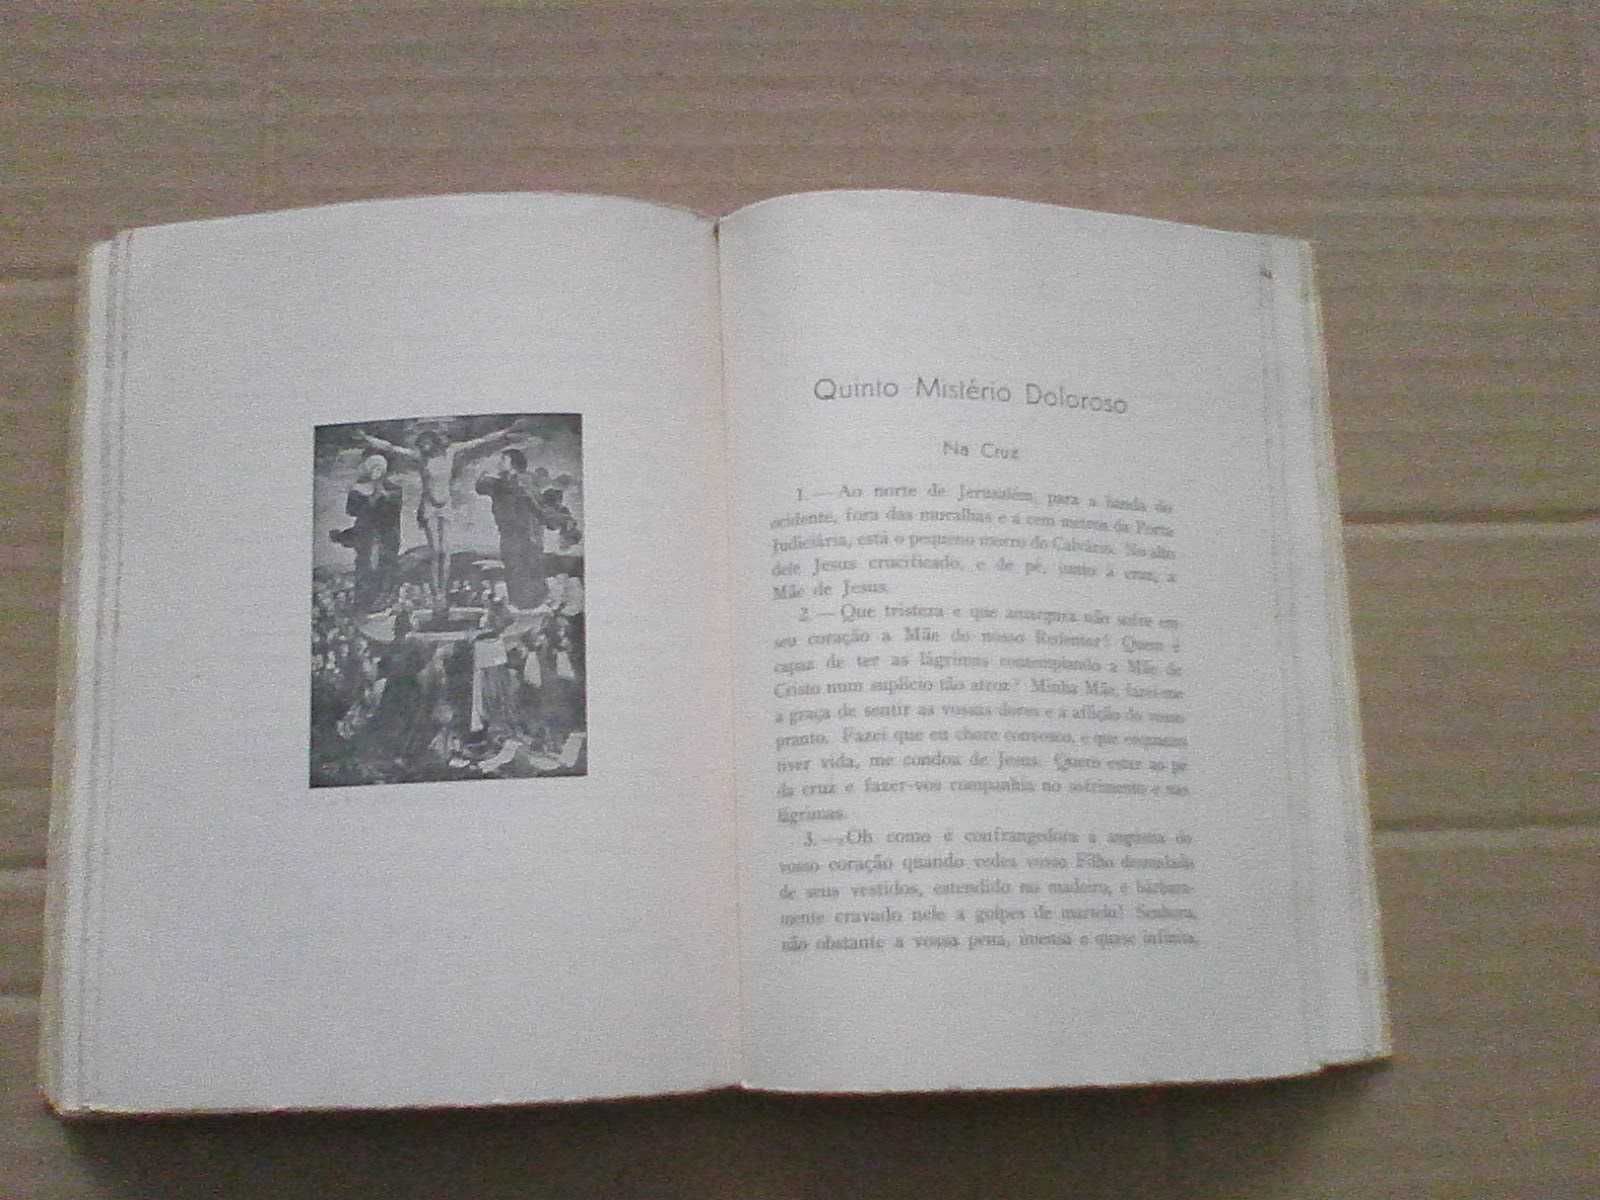 Quinto Mistério Doloroso
Na Cruz
1. — Ao norte de Jerusalém, para a banda do
ocidente, fora das muralhas e a cem metros da Porta
Judiciária, está o pequeno morro do Calvário. No alto
dele Jesus crucificado, e de pé, junto à cruz, a
Mãe de Jesus.
2. — Que tristeza e que amargura não sofre em
seu coração a Mãe do nosso Redentor! Quem é
capaz de ter as lágrimas contemplando a Mãe de
Cristo num suplício tão atroz? Minha Mãe, fazei-me
a graça de sentir as vossas dores e a aflição do vosso
pranto. Fazei que eu chore convosco, e que enquanto
tiver vida, me condoa de Jesus. Quero estar ao pé
da cruz e fazer-vos companhia no sofrimento e nas
lágrimas.
3. — Oh como é confrangedora a angústia do
vosso coração quando vedes vosso Filho desnudado
de seus vestidos, estendido no madeiro, e bàrbara-
mente cravado nele a golpes de martelo! Senhora,
não obstante a vossa pena, imensa e quase infinita,